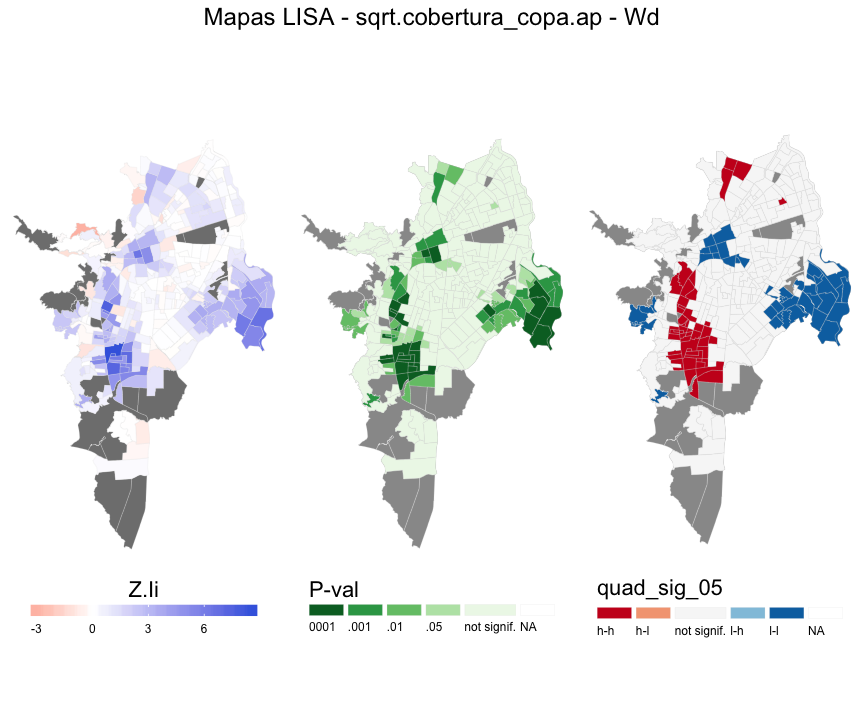 Mapas LISA - sqrt.cobertura_copa.ap - Wd
Z.li
-3 0 3 6
P-val
0001 .001 .01 .05 not signif. NA
quad_sig_05
h-h h-l not signif. l-h l-l NA